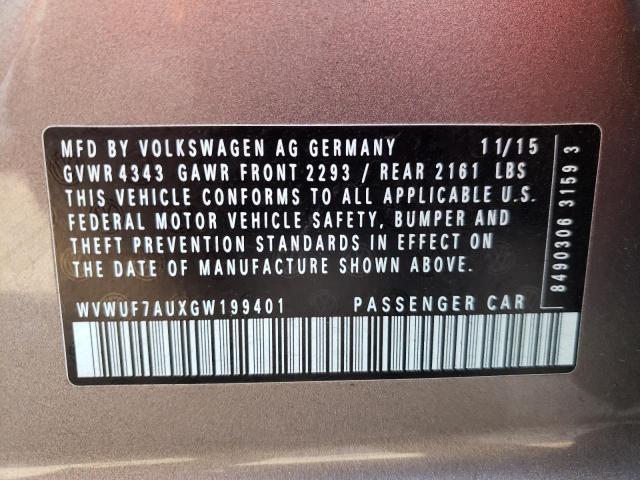 MFD BY VOLKSWAGEN AG GERMANY 11/15
GVWR 4343 GAWR FRONT 2293 / REAR 2161 LBS
THIS VEHICLE CONFORMS TO ALL APPLICABLE U.S.
FEDERAL MOTOR VEHICLE SAFETY, BUMPER AND
THEFT PREVENTION STANDARDS IN EFFECT ON
THE DATE OF MANUFACTURE SHOWN ABOVE.
WVWUF7AUXGW199401 PASSENGER CAR
8490306 3159 3